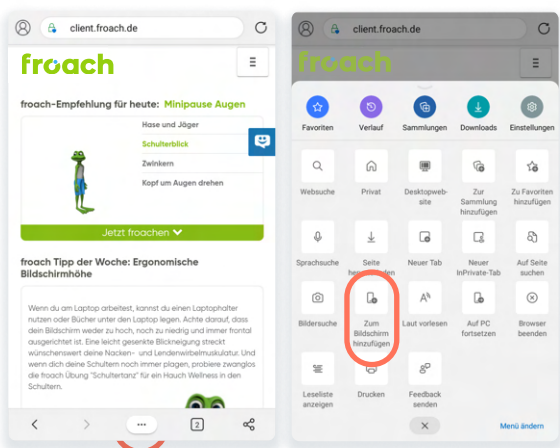 client.froach.de
froach
froach-Empfehlung für heute: Minipause Augen
Hase und Jäger
Schulterblick
Zwinkern
Kopf um Augen drehen
Jetzt froachen
froach Tipp der Woche: Ergonomische
Bildschirmhöhe
Wenn du am Laptop arbeitest, kannst du einen Laptophalter
nutzen oder Bücher unter den Laptop legen. Achte darauf, dass
dein Bildschirm weder zu hoch, noch zu niedrig und immer frontal
ausgerichtet ist. Eine leicht gesenkte Blickneigung streckt
wünschenswert deine Nacken- und Lendenwirbelmuskulatur. Und
wenn dich deine Schultern noch immer plagen, probiere zwanglos
die froach Übung "Schultertanz" für ein Hauch Wellness in den
Schultern.
2
client.froach.de
froach
Favoriten
Verlauf
Sammlungen
Downloads
Einstellungen
Websuche
Privat
Desktopweb-
site
Zur
Sammlung
hinzufügen
Zu Favoriten
hinzufügen
Sprachsuche
Seite
Neuer Tab
Neuer
InPrivate-Tab
Auf Seite
suchen
Bildersuche
Zum
Bildschirm
hinzufügen
Laut vorlesen
Auf PC
fortsetzen
Browser
beenden
Leseliste
anzeigen
Drucken
Feedback
senden
Menü ändern